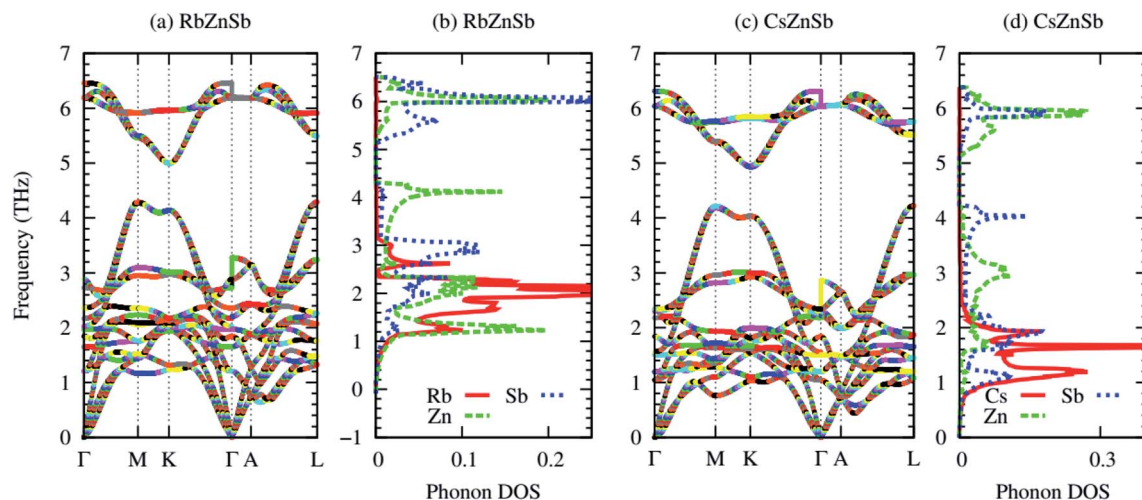 (a) RbZnSb (b) RbZnSb (c) CsZnSb (d) CsZnSb
Frequency (THz)
7 7 7 7
6 6 6 6
5 5 5 5
4 4 4 4
3 3 3 3
2 2 2 2
1 1 1 1
0 0 0 0
−1
Rb Sb
Zn
Cs Sb
Zn
Γ M K Γ A L
0 0.1 0.2
Γ M K Γ A L
0 0.3
Phonon DOS Phonon DOS